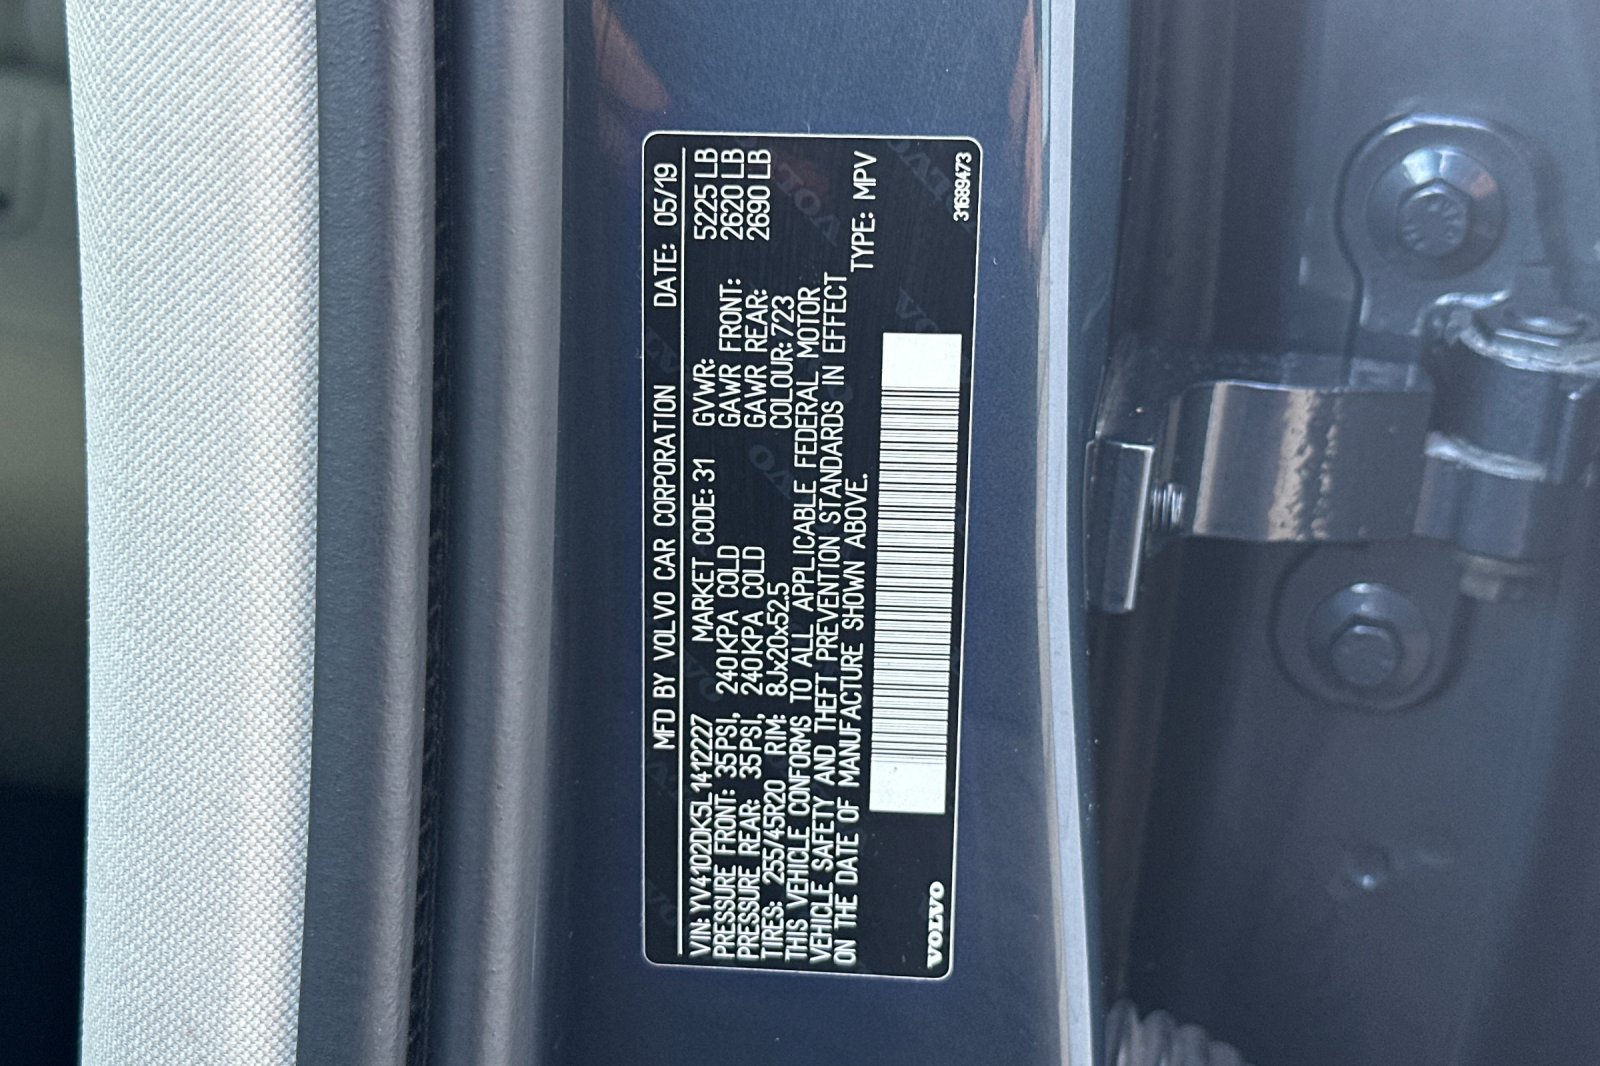 MFD BY VOLVO CAR CORPORATION DATE: 05/19
VIN: YV4102DK5L1412227 MARKET CODE: 31 GVWR: 5225 LB
PRESSURE FRONT: 35PSI, 240KPA COLD GAWR FRONT: 2620 LB
PRESSURE REAR: 35PSI, 240KPA COLD GAWR REAR: 2690 LB
TIRES: 255/45R20 RIM: 8Jx20x52.5 COLOUR: 723
THIS VEHICLE CONFORMS TO ALL APPLICABLE FEDERAL MOTOR
VEHICLE SAFETY AND THEFT PREVENTION STANDARDS IN EFFECT
ON THE DATE OF MANUFACTURE SHOWN ABOVE. TYPE: MPV
VOLVO 31689473